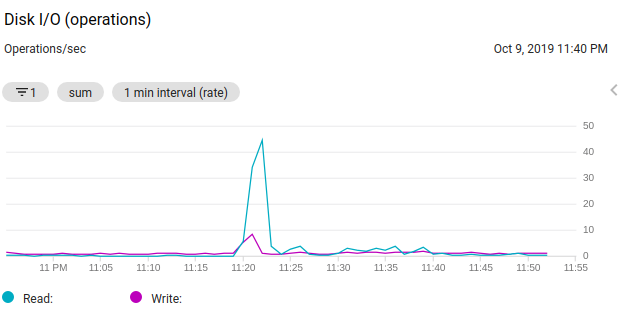 Disk I/O (operations)
Operations/sec Oct 9, 2019 11:40 PM
1 sum 1 min interval (rate)
50
40
30
20
10
0
11 PM 11:05 11:10 11:15 11:20 11:25 11:30 11:35 11:40 11:45 11:50 11:55
Read: Write: